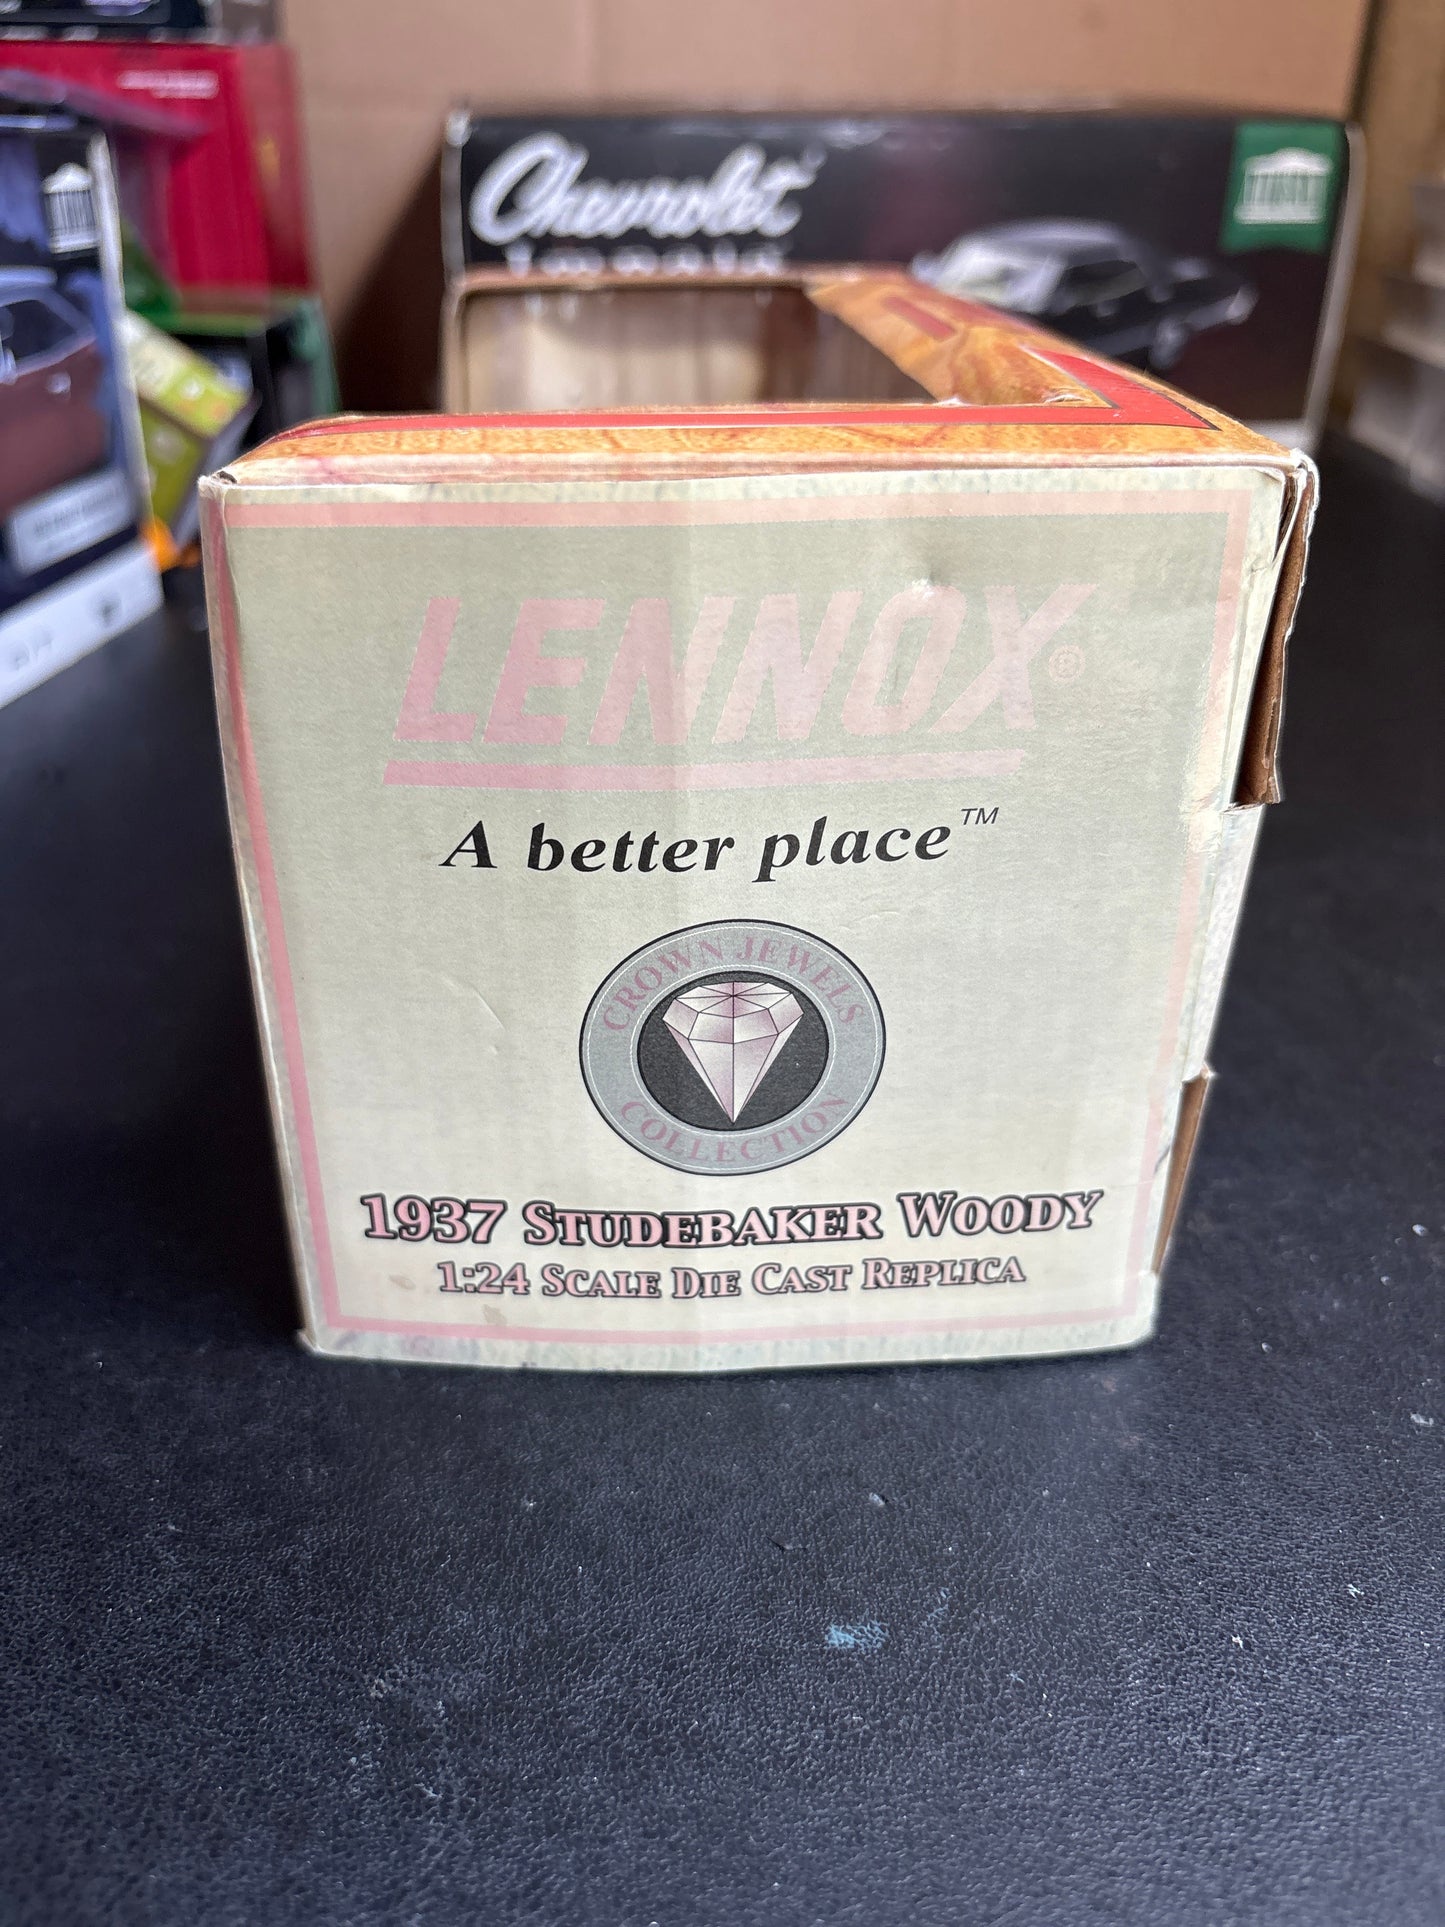 Chevrolet
LENNOX®
A better place™
CROWN JEWELS
COLLECTION
1937 STUDEBAKER WOODY
1:24 SCALE DIE CAST REPLICA